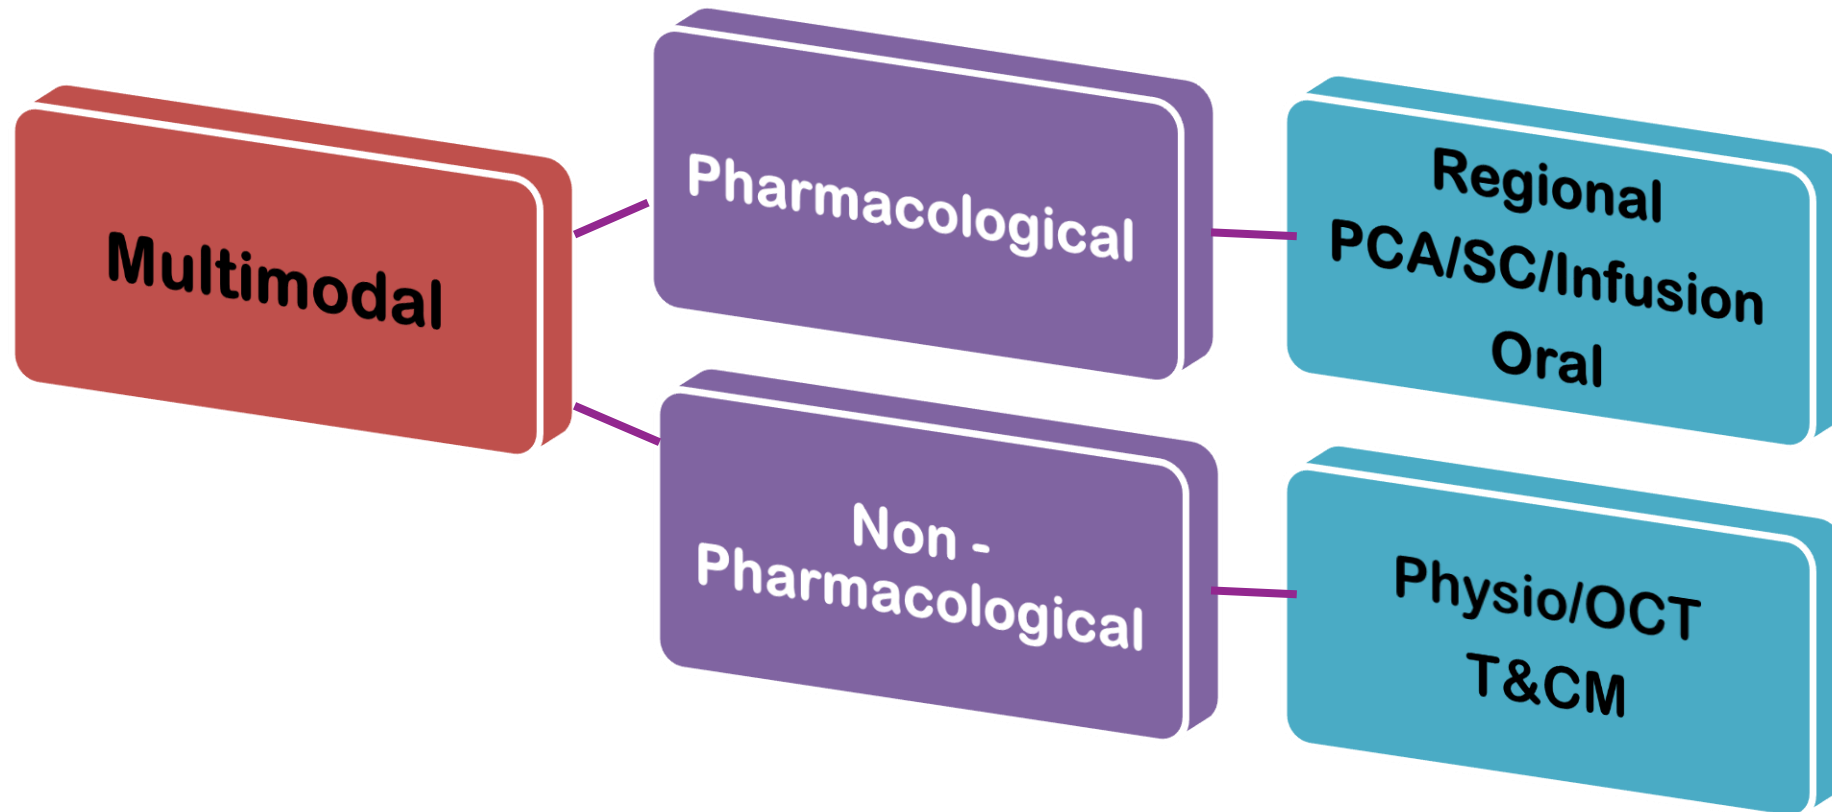 Multimodal
Pharmacological
Regional
PCA/SC/Infusion
Oral
Non -
Pharmacological
Physio/OCT
T&CM